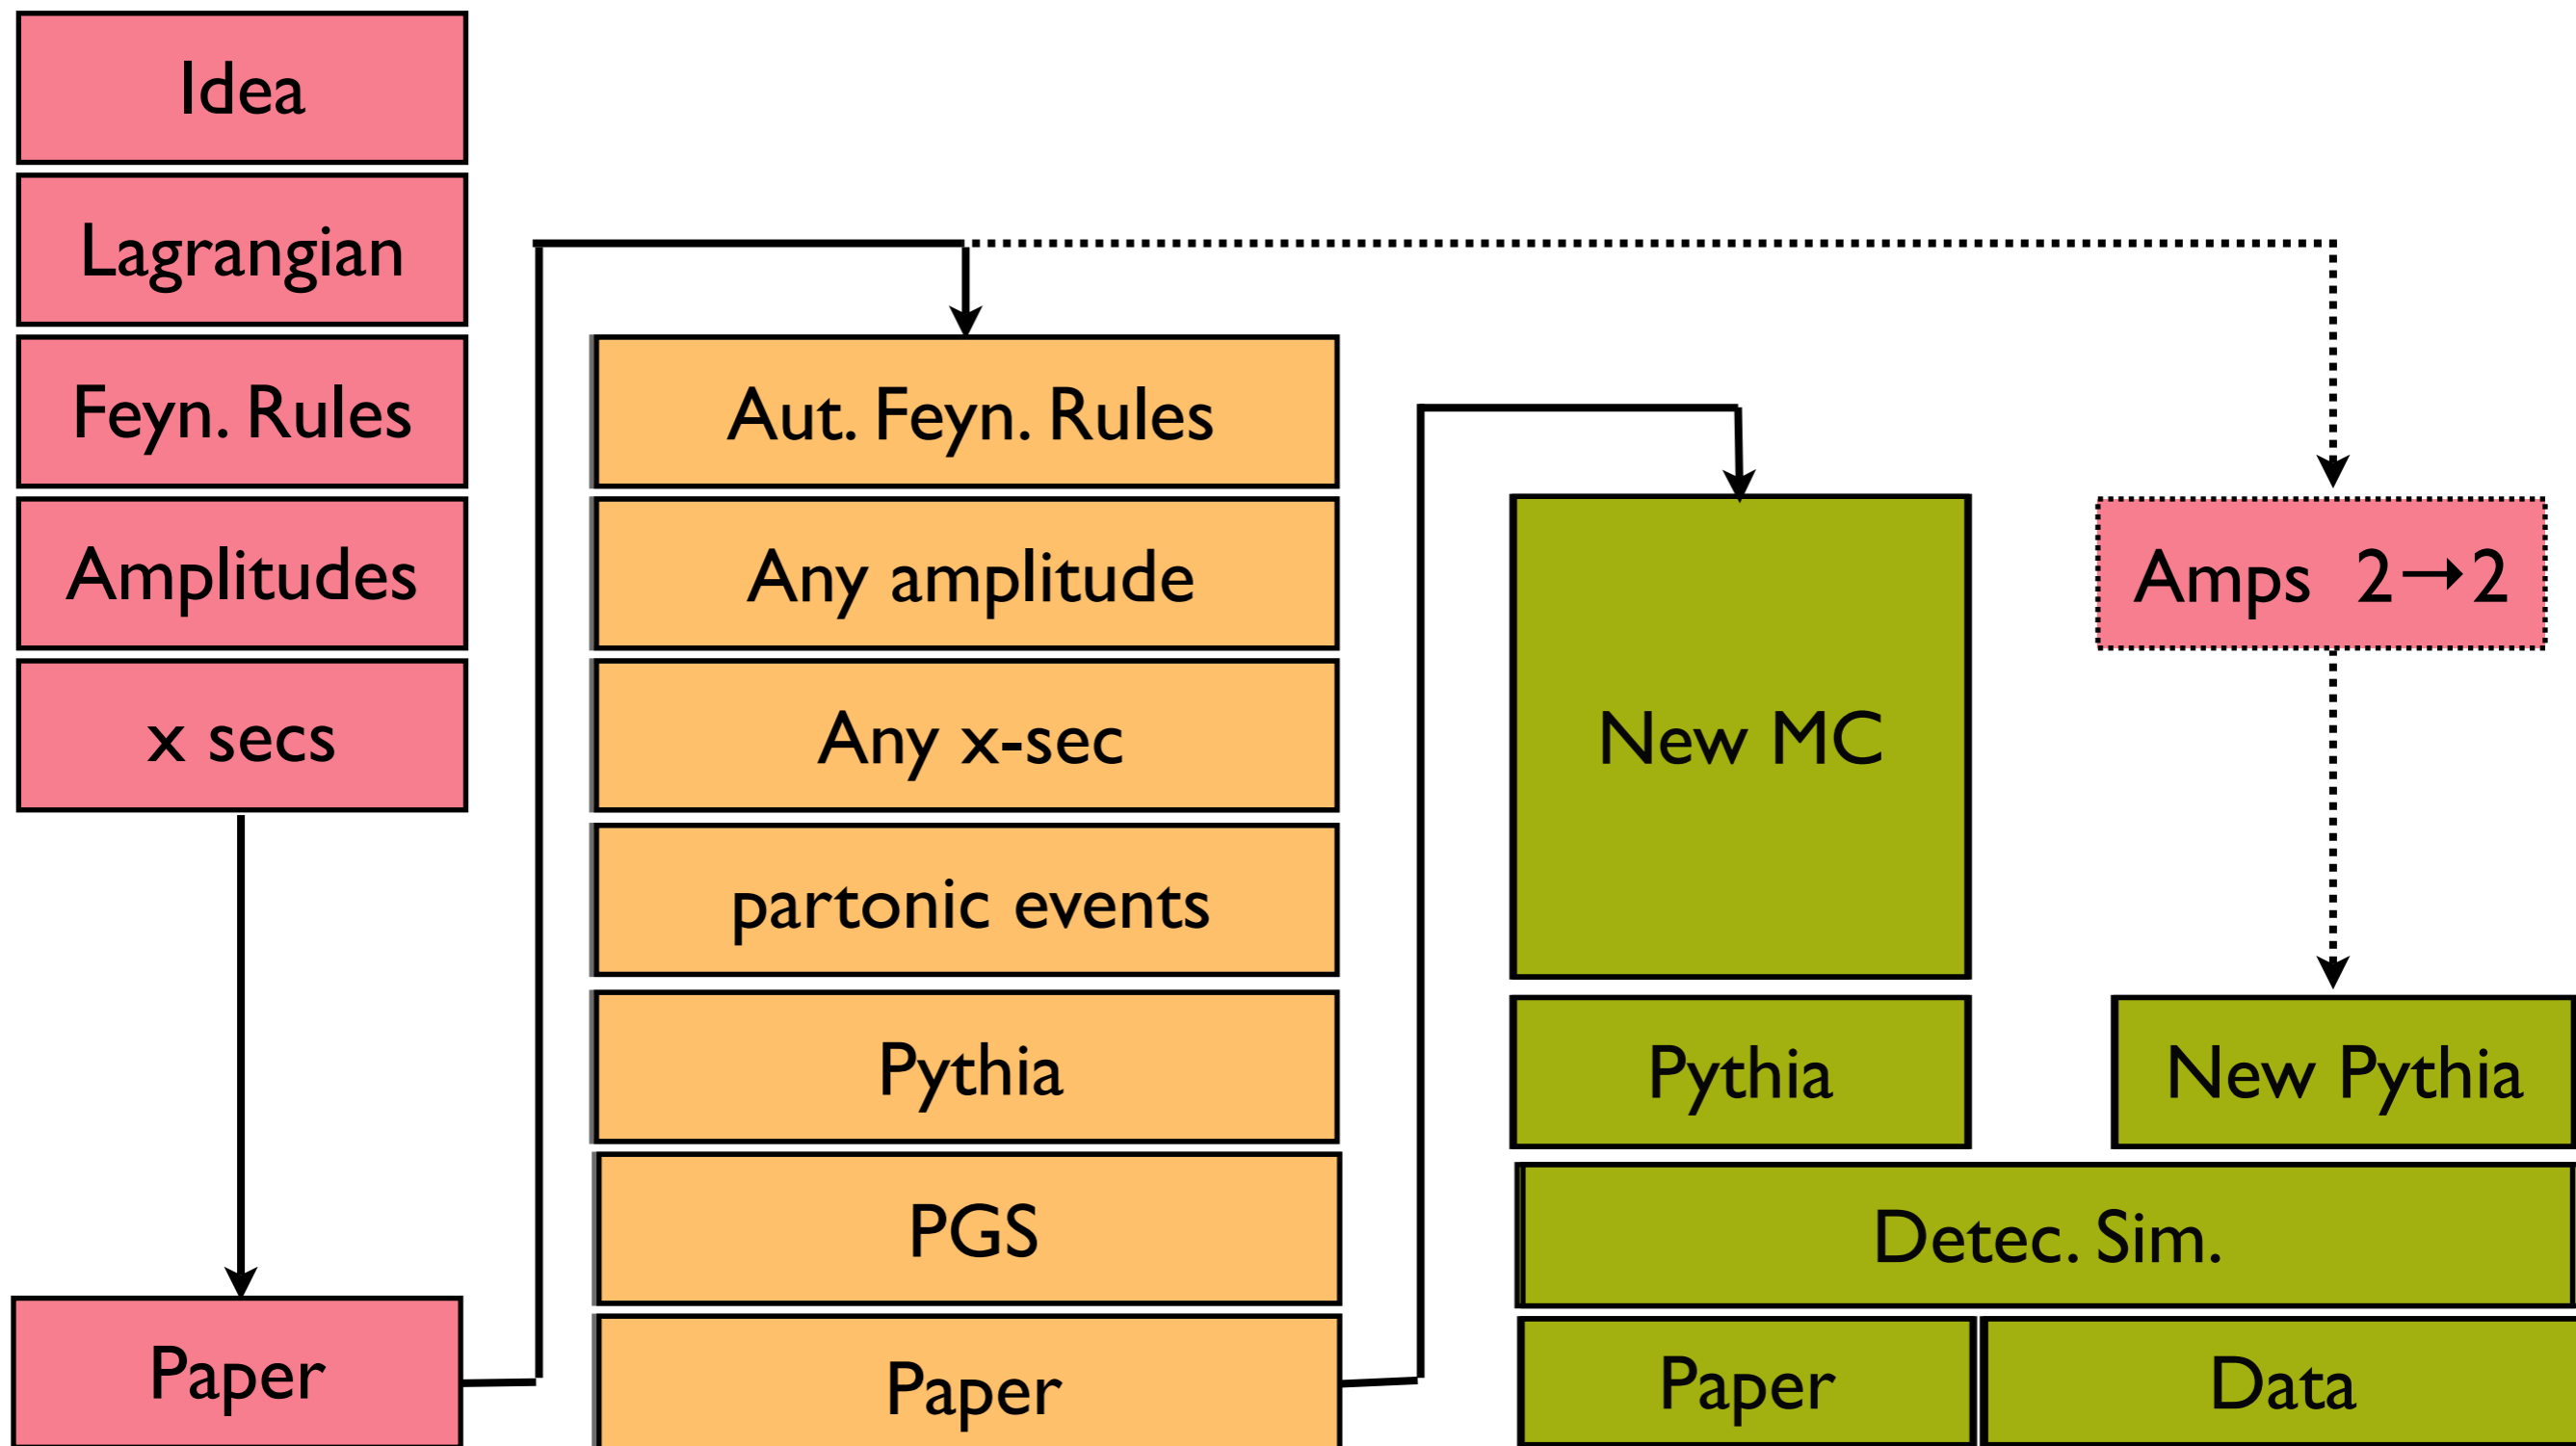 Idea
Lagrangian
Feyn. Rules
Amplitudes
x secs
Paper
Aut. Feyn. Rules
Any amplitude
Any x-sec
partonic events
Pythia
PGS
Paper
New MC
Pythia
Amps 2→2
New Pythia
Detec. Sim.
Paper
Data